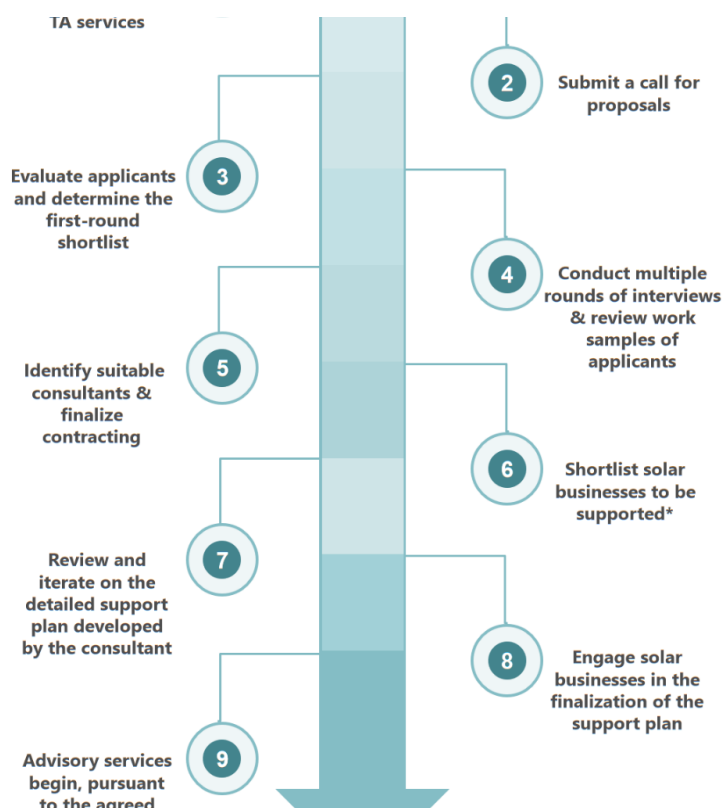 TA services
2
Submit a call for
proposals
3
Evaluate applicants
and determine the
first-round
shortlist
4
Conduct multiple
rounds of interviews
& review work
samples of
applicants
5
Identify suitable
consultants &
finalize
contracting
6
Shortlist solar
businesses to be
supported*
7
Review and
iterate on the
detailed support
plan developed
by the consultant
8
Engage solar
businesses in the
finalization of the
support plan
9
Advisory services
begin, pursuant
to the agreed